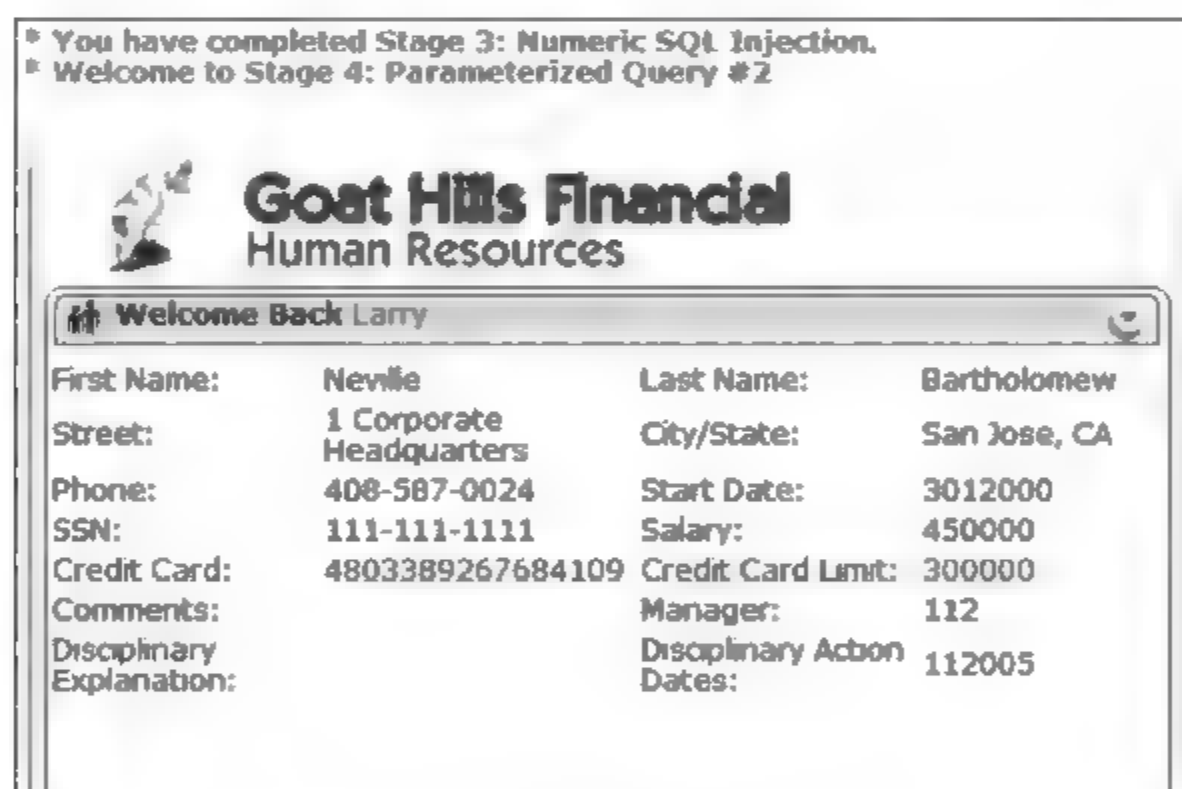 * You have completed Stage 3: Numeric SQL Injection.
* Welcome to Stage 4: Parameterized Query #2
Goat Hills Financial
Human Resources
Welcome Back Larry
First Name: Neville Last Name: Bartholomew
Street: 1 Corporate Headquarters City/State: San Jose, CA
Phone: 408-587-0024 Start Date: 3012000
SSN: 111-111-1111 Salary: 450000
Credit Card: 4803389267684109 Credit Card Limit: 300000
Comments: Manager: 112
Disciplinary Explanation: Disciplinary Action Dates: 112005